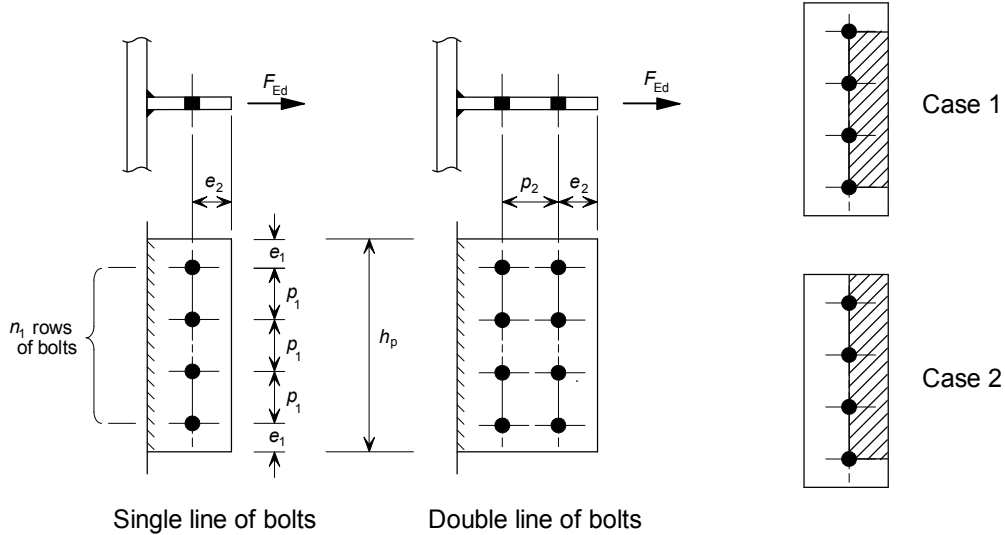 F_Ed
F_Ed
Case 1
e_2
p_2
e_2
e_1
p_1
n_1 rows
of bolts
p_1
h_p
p_1
e_1
Case 2
Single line of bolts
Double line of bolts